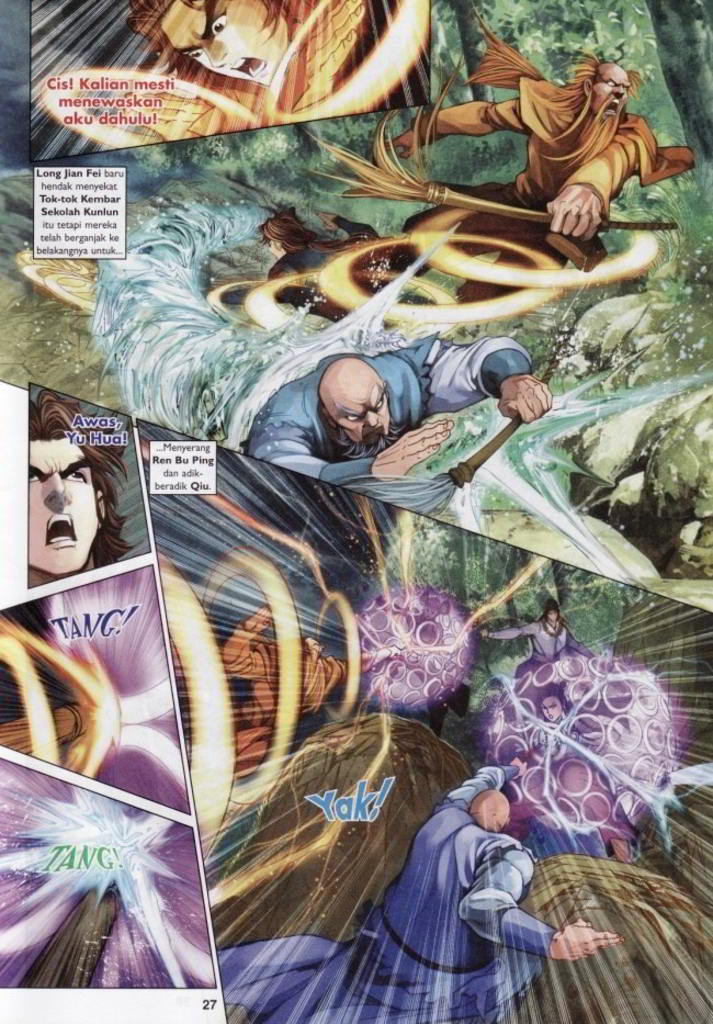 Cis! Kalian mesti
menewaskan
aku dahulu!
Long Jian Fei baru
hendak menyekat
Tok-tok Kembar
Sekolah Kunlun
itu tetapi mereka
telah berganjak ke
belakangnya untuk...
Awas,
Yu Hua!
...Menyerang
Ren Bu Ping
dan adik-
beradik Qiu.
TANG!
Yak!
TANG!
27